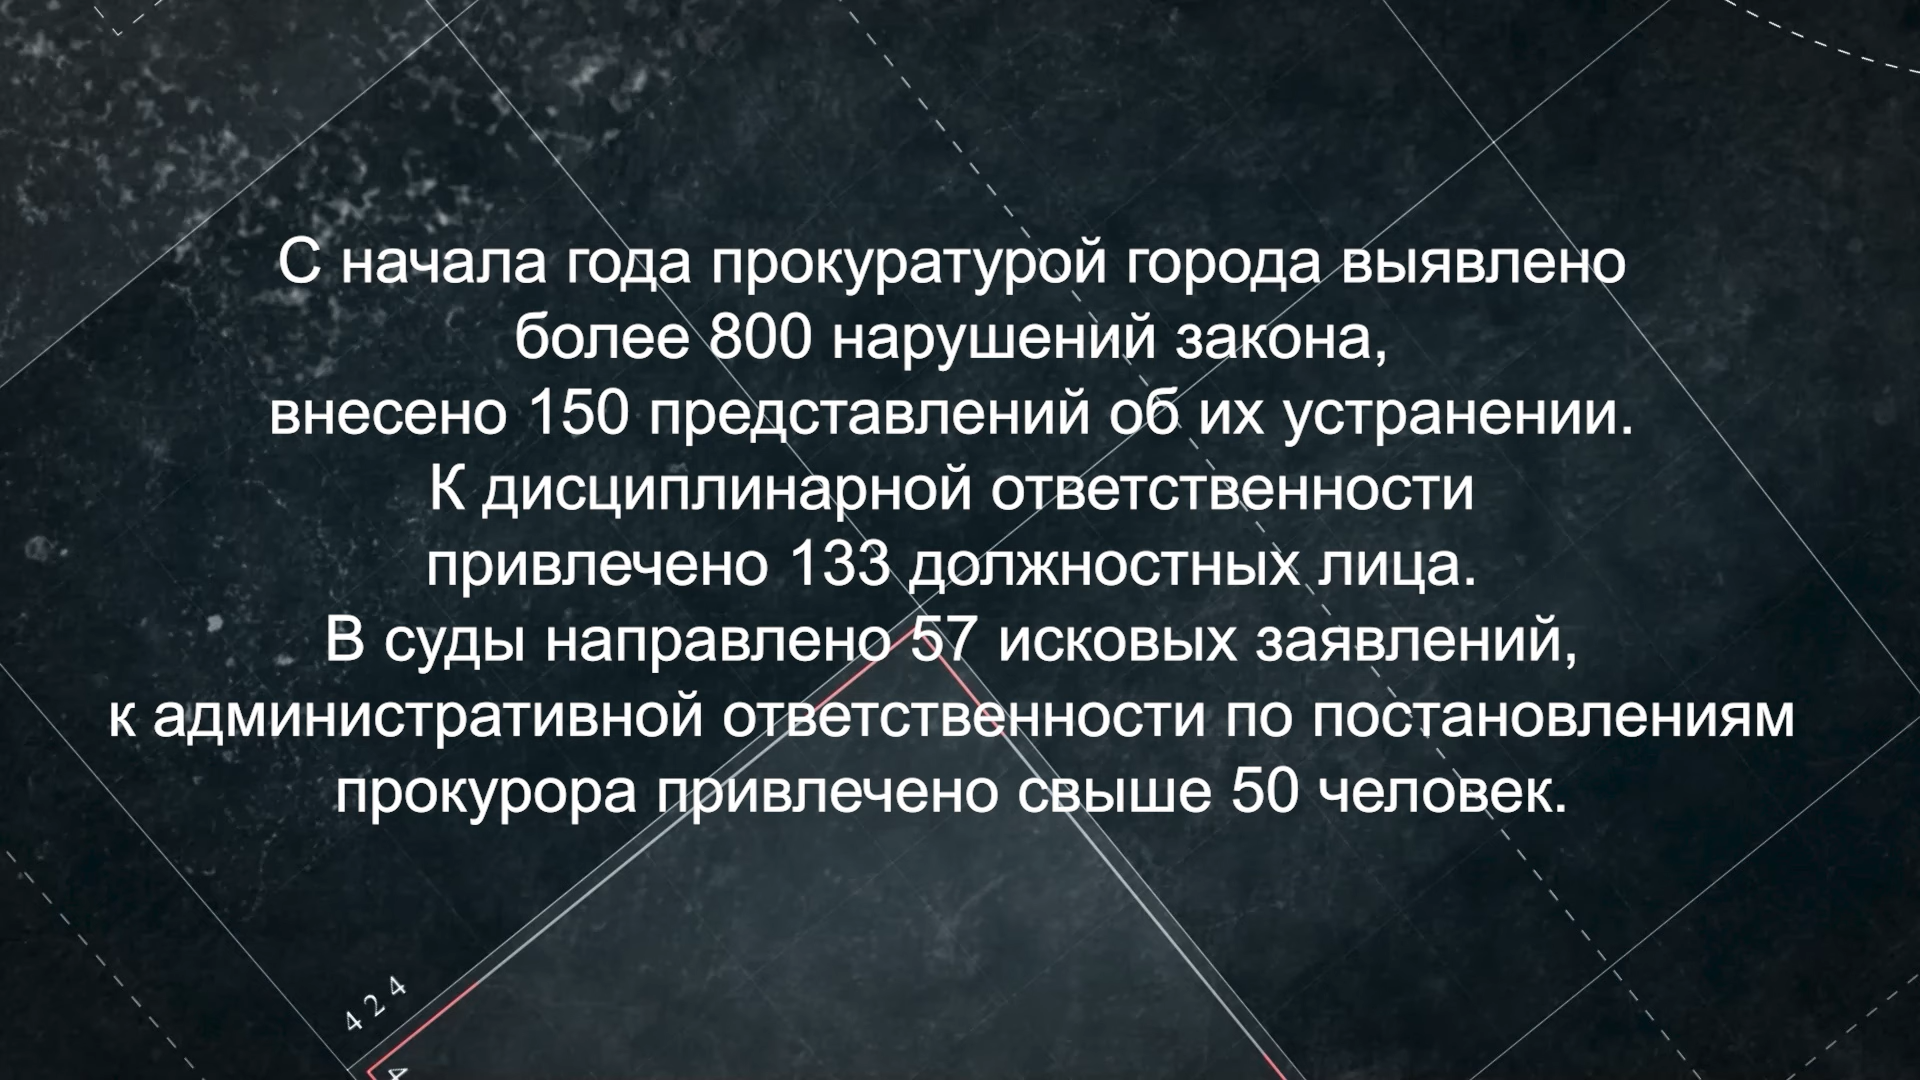 С начала года прокуратурой города выявлено
более 800 нарушений закона,
внесено 150 представлений об их устранении.
К дисциплинарной ответственности
привлечено 133 должностных лица.
В суды направлено 57 исковых заявлений,
к административной ответственности по постановлениям
прокурора привлечено свыше 50 человек.
424